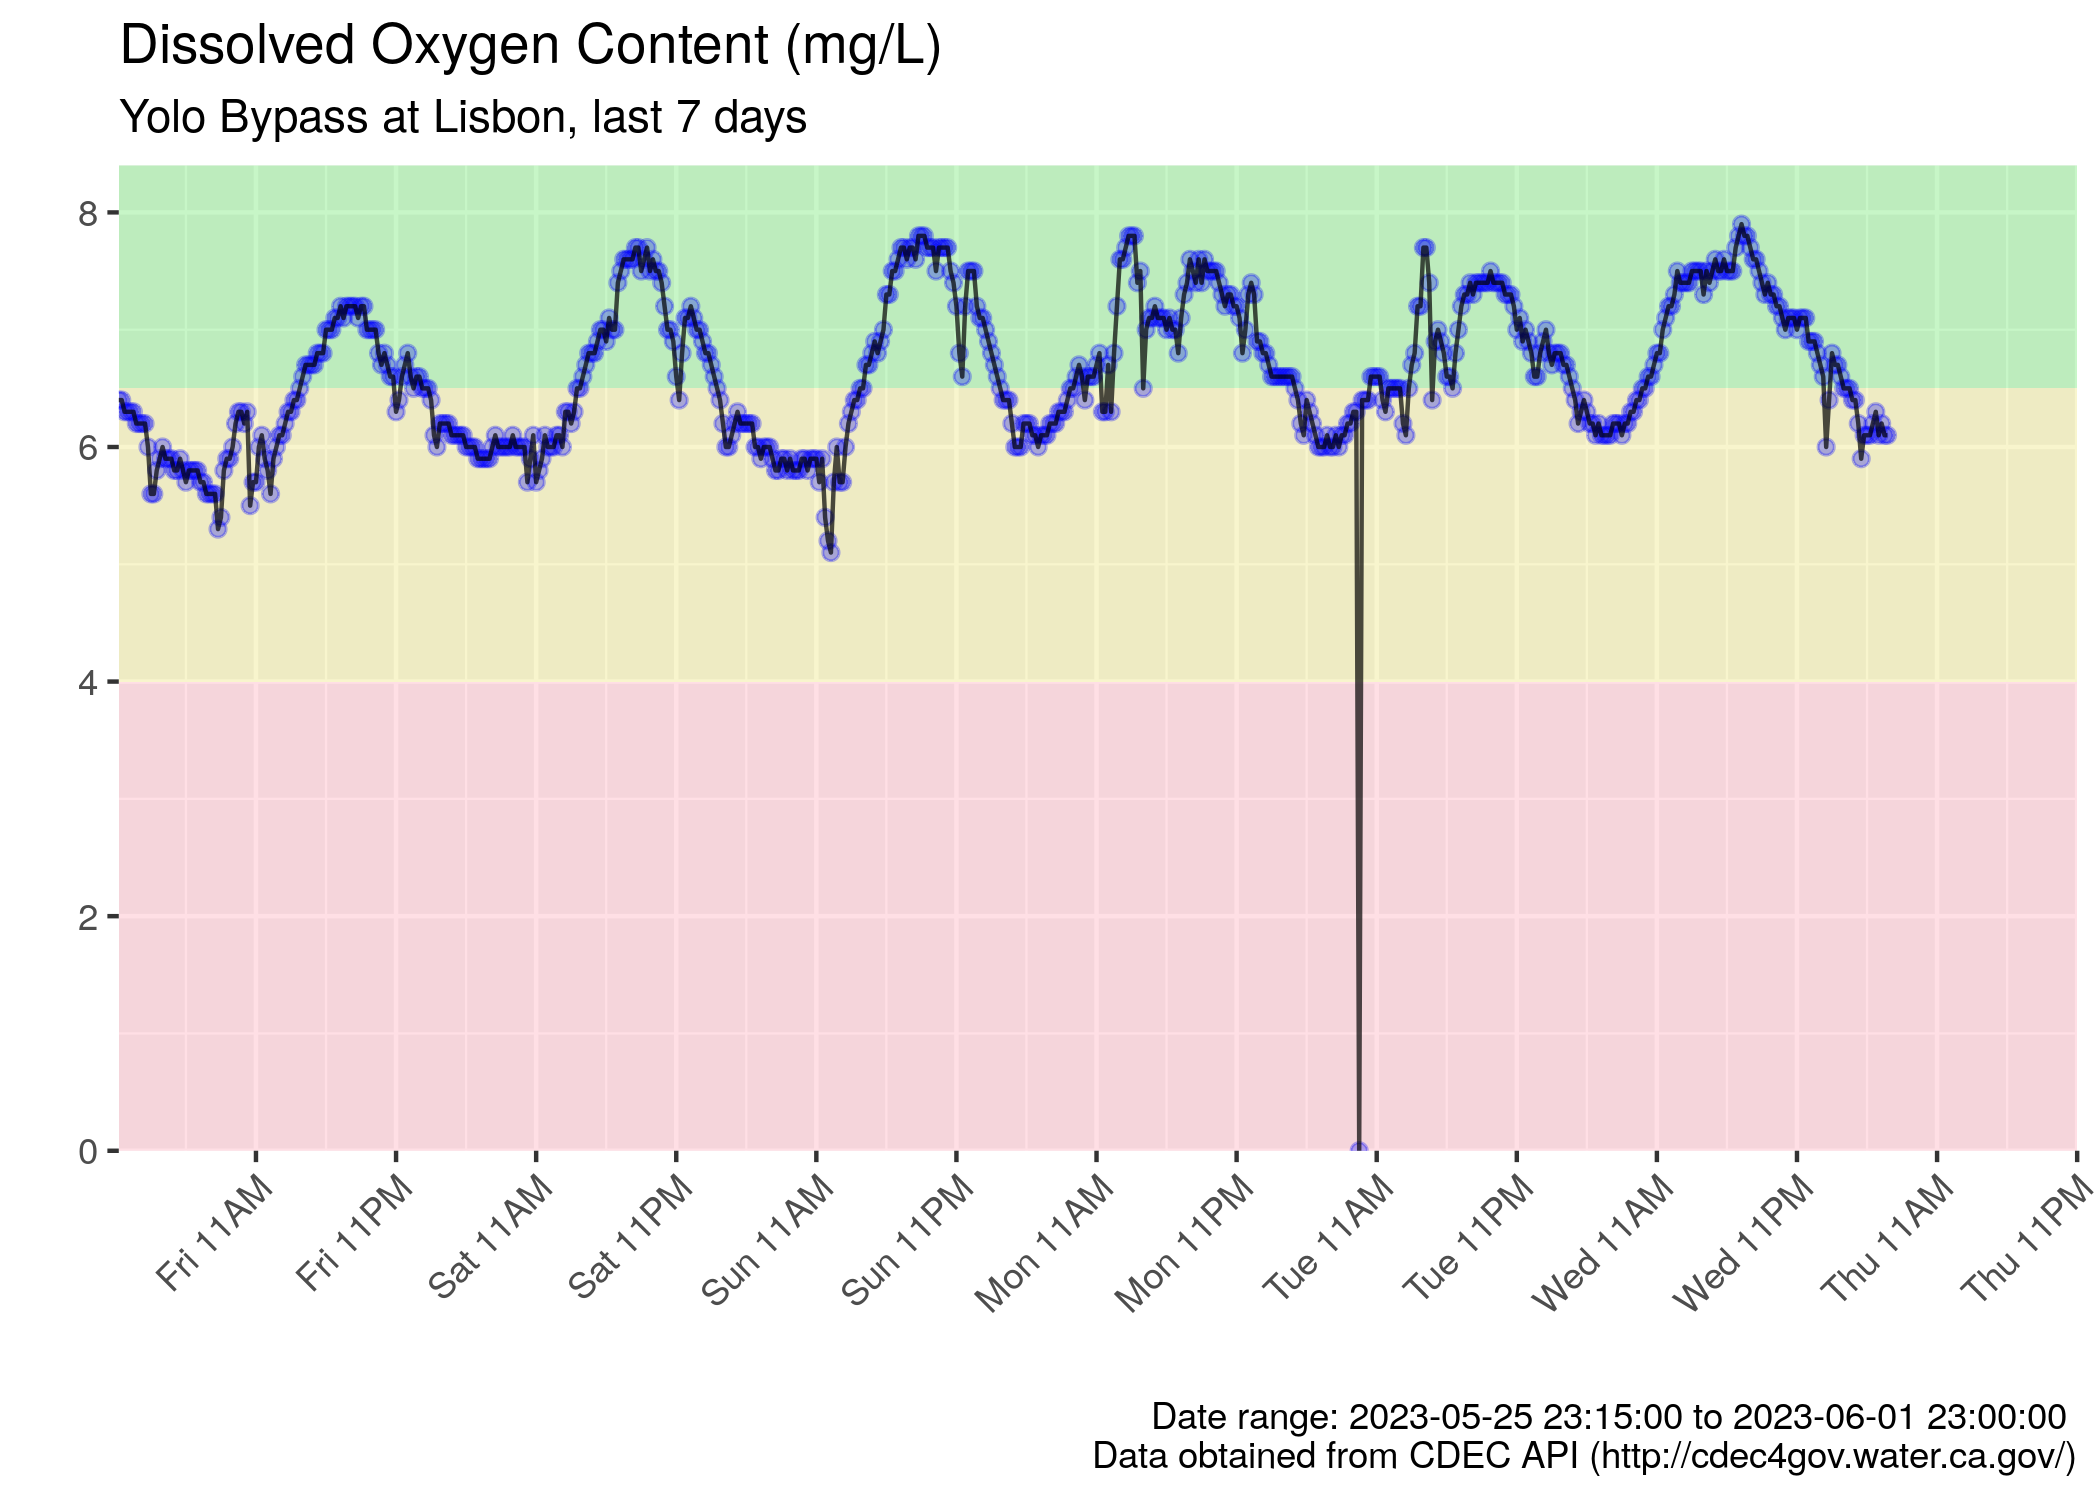 Dissolved Oxygen Content (mg/L)
Yolo Bypass at Lisbon, last 7 days
8
6
4
2
0
Fri 11AM
Fri 11PM
Sat 11AM
Sat 11PM
Sun 11AM
Sun 11PM
Mon 11AM
Mon 11PM
Tue 11AM
Tue 11PM
Wed 11AM
Wed 11PM
Thu 11AM
Thu 11PM
Date range: 2023-05-25 23:15:00 to 2023-06-01 23:00:00
Data obtained from CDEC API (http://cdec4gov.water.ca.gov/)